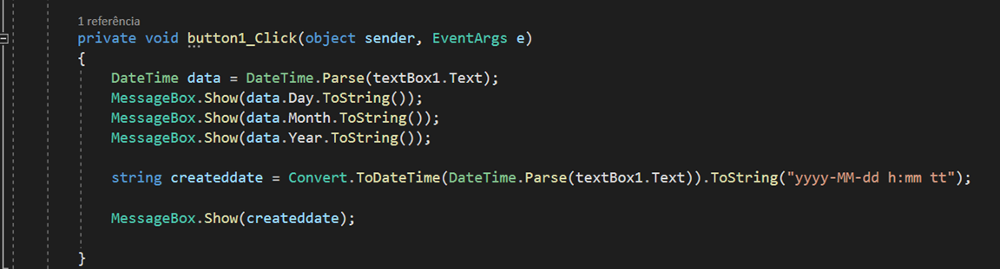 1 referência
private void button1_Click(object sender, EventArgs e)
{
DateTime data = DateTime.Parse(textBox1.Text);
MessageBox.Show(data.Day.ToString());
MessageBox.Show(data.Month.ToString());
MessageBox.Show(data.Year.ToString());
string createddate = Convert.ToDateTime(DateTime.Parse(textBox1.Text)).ToString("yyyy-MM-dd h:mm tt");
MessageBox.Show(createddate);
}